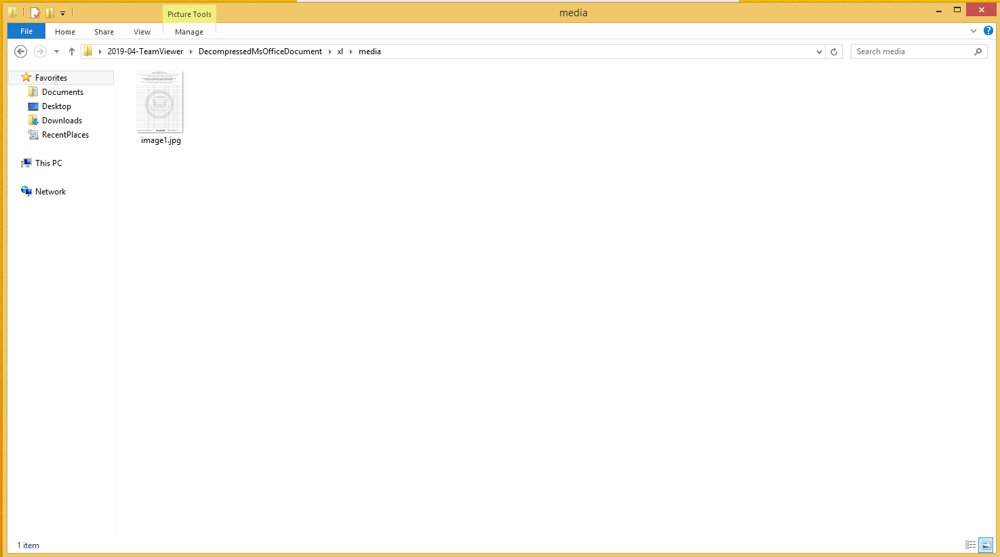 Picture Tools
media
File
Home
Share
View
Manage
2019-04-TeamViewer
DecompressedMsOfficeDocument
xl
media
Search media
Favorites
Documents
Desktop
Downloads
RecentPlaces
This PC
Network
image1.jpg
1 item